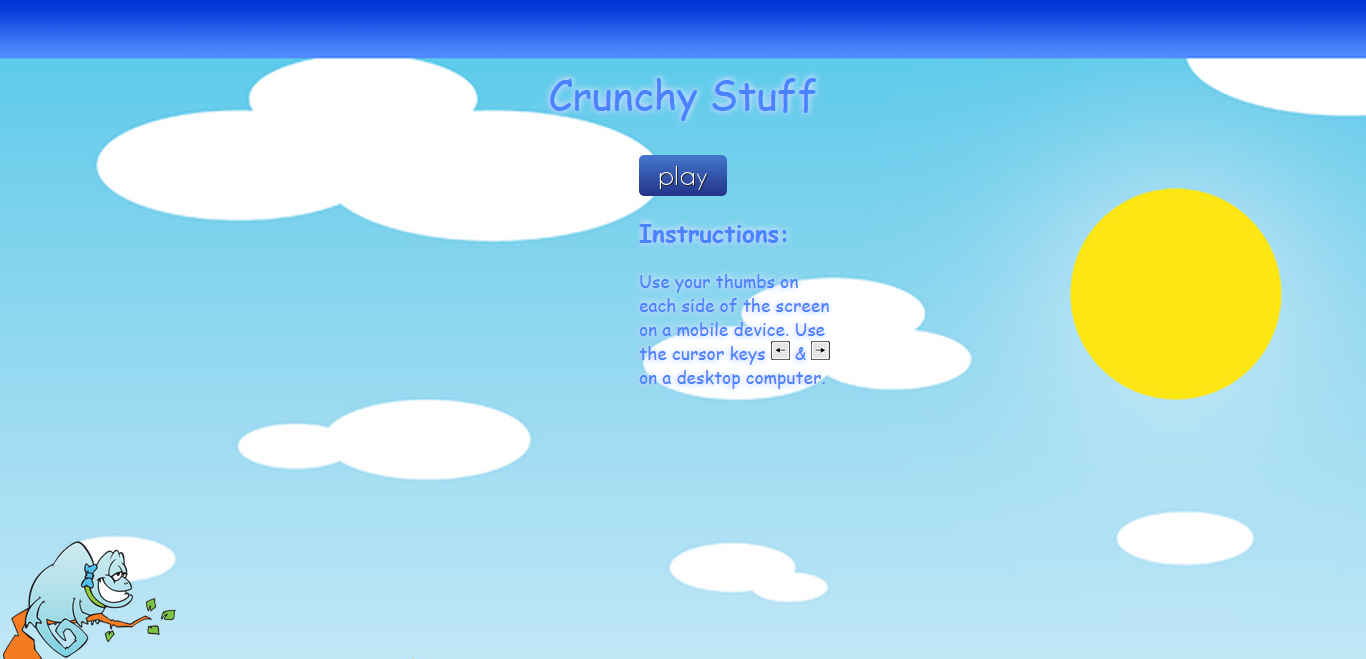 Crunchy Stuff
play
Instructions:
Use your thumbs on
each side of the screen
on a mobile device. Use
the cursor keys ← & →
on a desktop computer.